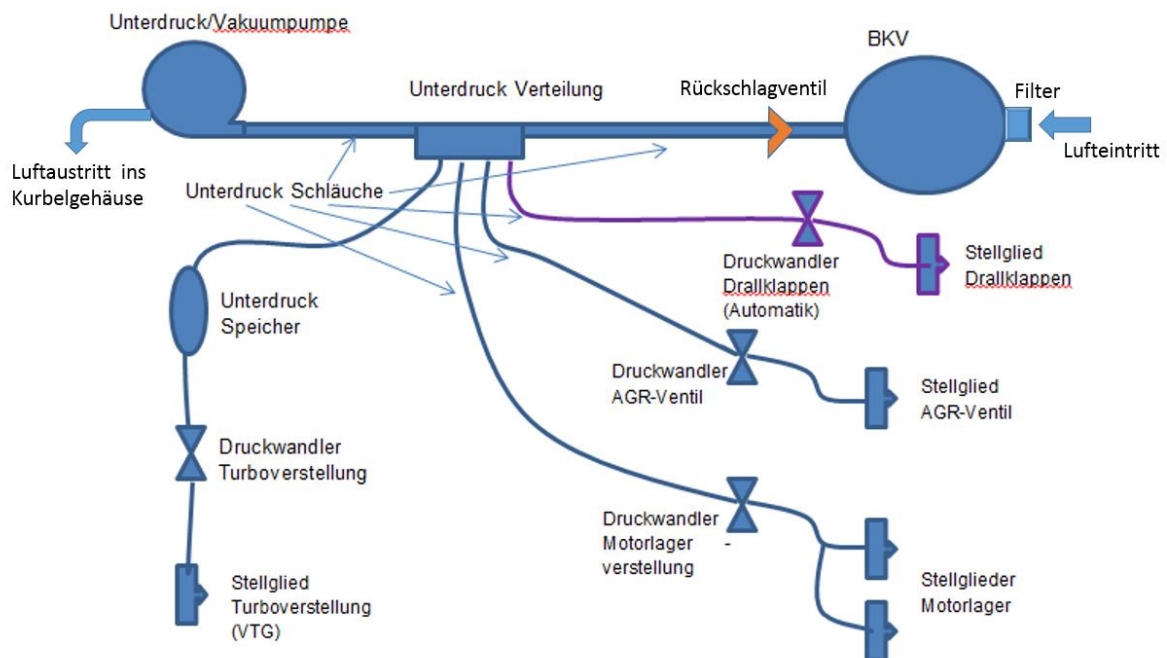 Unterdruck/Vakuumpumpe
BKV
Unterdruck Verteilung
Rückschlagventil
Filter
Luftaustritt ins
Kurbelgehäuse
Lufteintritt
Unterdruck Schläuche
Druckwandler
Drallklappen
(Automatik)
Stellglied
Drallklappen
Unterdruck
Speicher
Druckwandler
AGR-Ventil
Stellglied
AGR-Ventil
Druckwandler
Turboverstellung
Druckwandler
Motorlager -
verstellung
Stellglied
Turboverstellung
(VTG)
Stellglieder
Motorlager